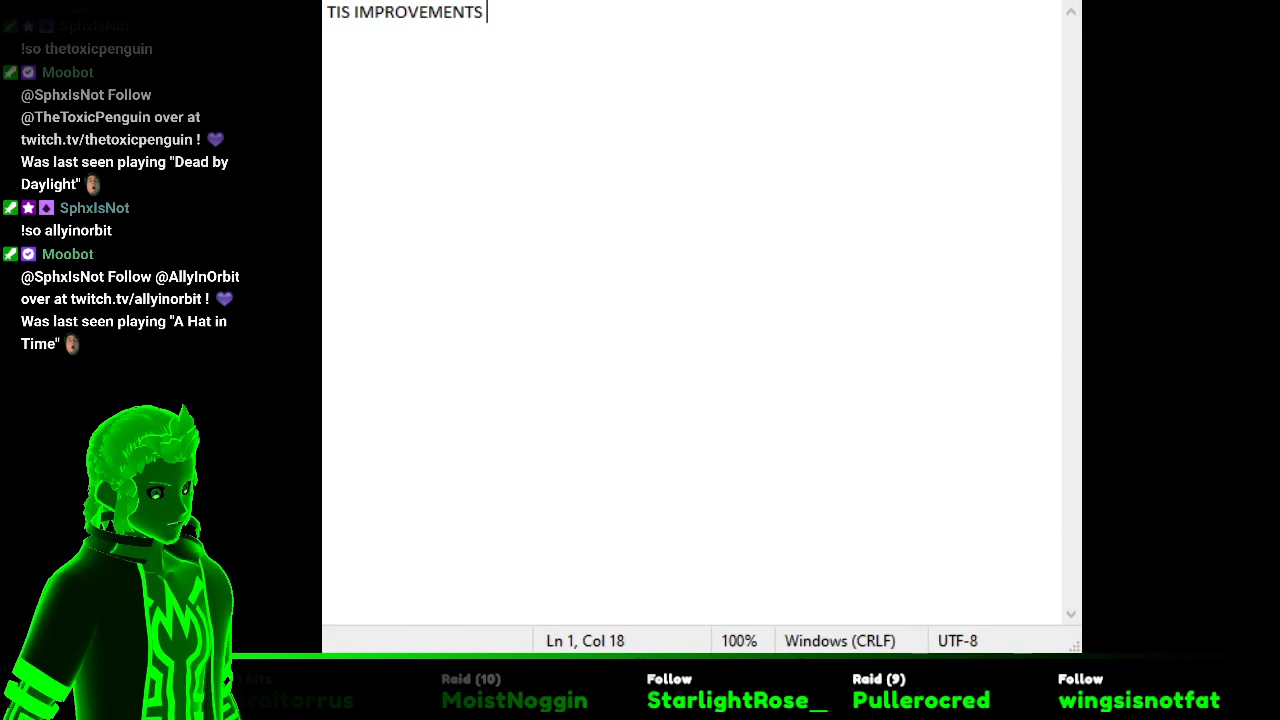 SphxIsNot
!so thetoxicpenguin
Moobot
@SphxIsNot Follow
@TheToxicPenguin over at
twitch.tv/thetoxicpenguin !
Was last seen playing "Dead by
Daylight"
SphxIsNot
!so allyinorbit
Moobot
@SphxIsNot Follow @AllyInOrbit
over at twitch.tv/allyinorbit !
Was last seen playing "A Hat in
Time"
TIS IMPROVEMENTS
Ln 1, Col 18
100%
Windows (CRLF)
UTF-8
Raid (10)
MoistNoggin
Follow
StarlightRose_
Raid (9)
Pullerocred
Follow
wingsisnotfat